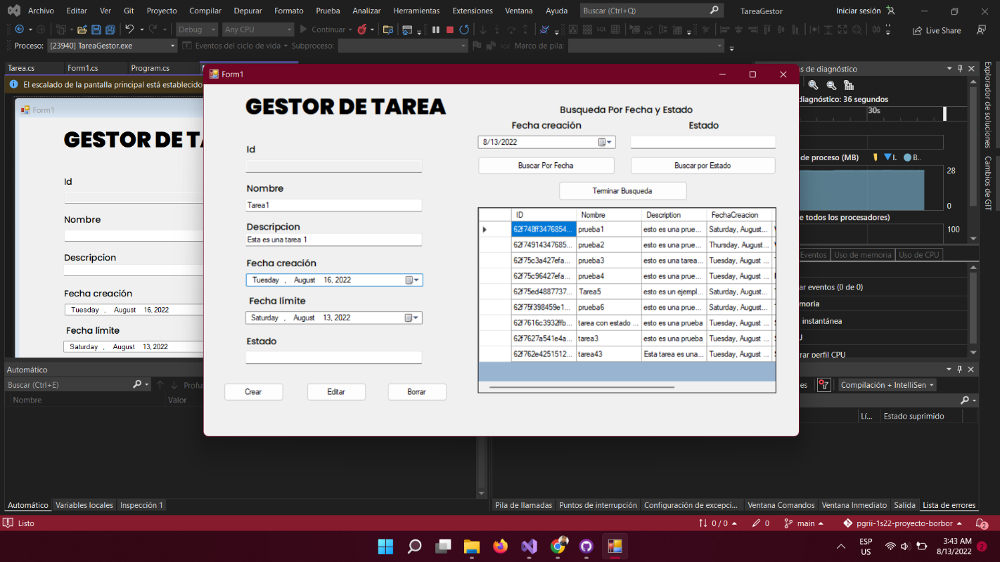 Archivo Editar Ver Git Proyecto Compilar Depurar Formato Prueba Analizar Herramientas Extensiones Ventana Ayuda Buscar (Ctrl+Q) TareaGestor Iniciar sesión
Debug Any CPU Continuar Live Share
Proceso: [23940] TareaGestor.exe Eventos del ciclo de vida Subproceso: Marco de pila:
Tarea.cs Form1.cs Program.cs
El escalado de la pantalla principal está establecido
Form1
GESTOR DE TA
Id
Nombre
Descripcion
Fecha creación
Tuesday , August 16, 2022
Fecha límite
Saturday , August 13, 2022
Form1
GESTOR DE TAREA
Id
Nombre
Tarea1
Descripcion
Esta es una tarea 1
Fecha creación
Tuesday , August 16, 2022
Fecha límite
Saturday , August 13, 2022
Estado
Crear Editar Borrar
Busqueda Por Fecha y Estado
Fecha creación Estado
8/13/2022
Buscar Por Fecha Buscar por Estado
Terminar Busqueda
ID Nombre Description FechaCreacion
62f748ff3476854... prueba1 esto es una prue... Saturday, August...
62f74914347685... prueba2 esto es una prue... Thursday, August...
62f75c3a427efa... prueba3 esto es una tarea... Tuesday, August ...
62f75c96427efa... prueba4 esto es una prue... Tuesday, August ...
62f75ed4887737... Tarea5 esto es un ejempl... Saturday, August...
62f75f398459e1... prueba6 esto es una prue... Saturday, August...
62f7616c3932ffb... tarea con estado ... esto es una prueba Tuesday, August ...
62f7627a541e4a... tarea3 esto es una prueba Tuesday, August ...
62f762e4251512... tarea43 Esta tarea es una... Tuesday, August ...
as de diagnóstico
diagnóstico: 36 segundos
30s
de proceso (MB) I.. B..
28
0
e todos los procesadores)
100
Eventos Uso de memoria Uso de CPU
ar eventos (0 de 0)
moria
r instantánea
U
rar perfil CPU
Explorador de soluciones
Cambios de GIT
Automático
Buscar (Ctrl+E) Profu
Nombre Valor
es Compilación + IntelliSen
Lí... Estado suprimido
Automático Variables locales Inspección 1
Pila de llamadas Puntos de interrupción Configuración de excepci... Ventana Comandos Ventana Inmediato Salida Lista de errores
Listo 0 / 0 0 main pgrii-1s22-proyecto-borbor 2
ESP
US
3:43 AM
8/13/2022
2